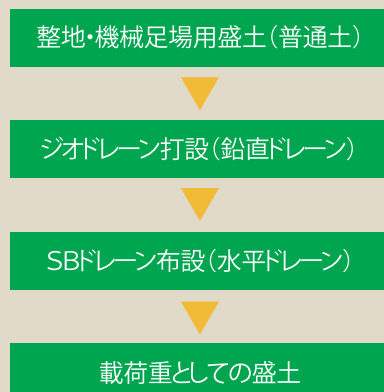 整地・機械足場用盛土（普通土）
ジオドレーン打設（鉛直ドレーン）
SBドレーン布設（水平ドレーン）
載荷重としての盛土